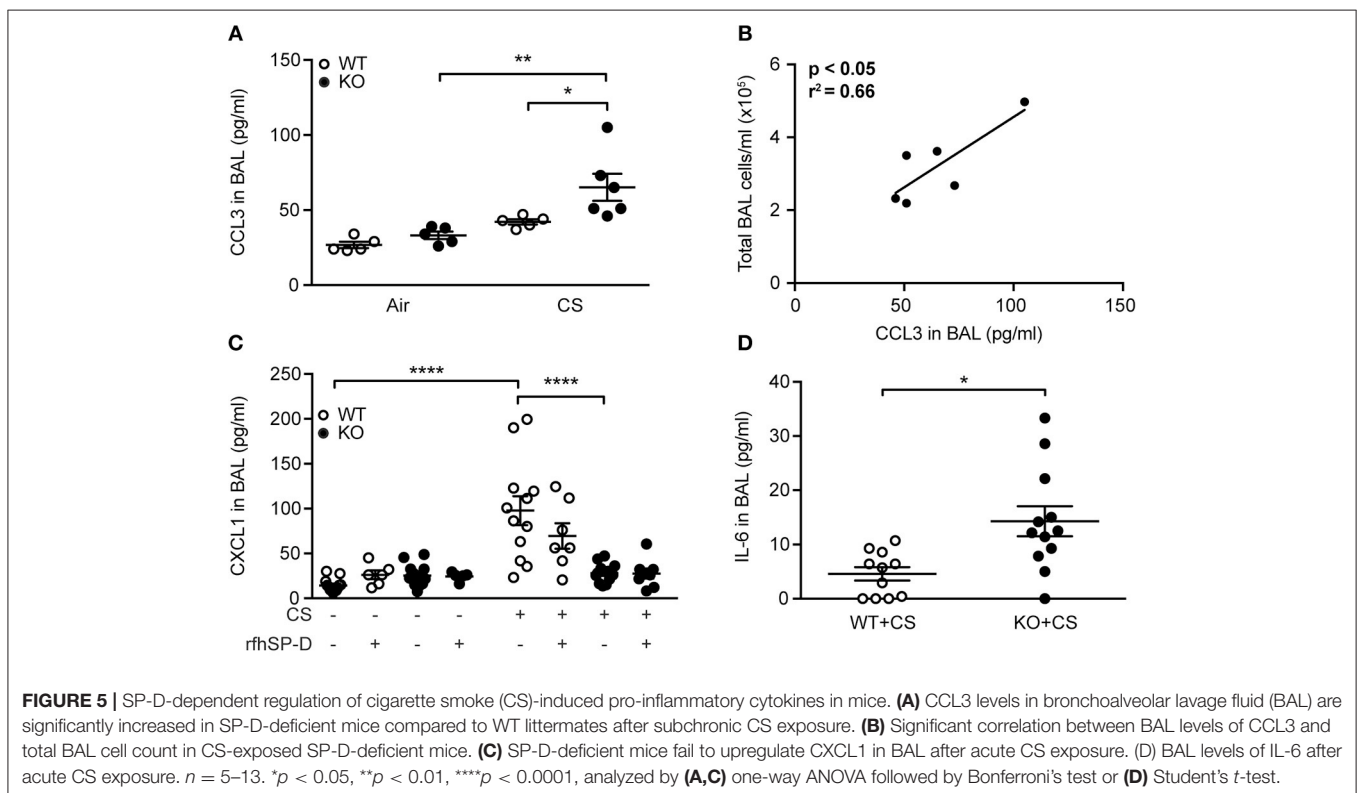 A
CCL3 in BAL (pg/ml)
150
100
50
0
WT
KO
**
*
Air
CS
B
p < 0.05
r² = 0.66
Total BAL cells/ml (x10⁵)
6
4
2
0
0
50
100
150
CCL3 in BAL (pg/ml)
C
CXCL1 in BAL (pg/ml)
250
200
150
100
50
0
WT
KO
****
****
CS - - - - + + + +
rfhSP-D - + - + - + - +
D
IL-6 in BAL (pg/ml)
40
30
20
10
0
*
WT+CS
KO+CS
FIGURE 5 | SP-D-dependent regulation of cigarette smoke (CS)-induced pro-inflammatory cytokines in mice. (A) CCL3 levels in bronchoalveolar lavage fluid (BAL) are
significantly increased in SP-D-deficient mice compared to WT littermates after subchronic CS exposure. (B) Significant correlation between BAL levels of CCL3 and
total BAL cell count in CS-exposed SP-D-deficient mice. (C) SP-D-deficient mice fail to upregulate CXCL1 in BAL after acute CS exposure. (D) BAL levels of IL-6 after
acute CS exposure. n = 5–13. *p < 0.05, **p < 0.01, ****p < 0.0001, analyzed by (A,C) one-way ANOVA followed by Bonferroni's test or (D) Student's t-test.